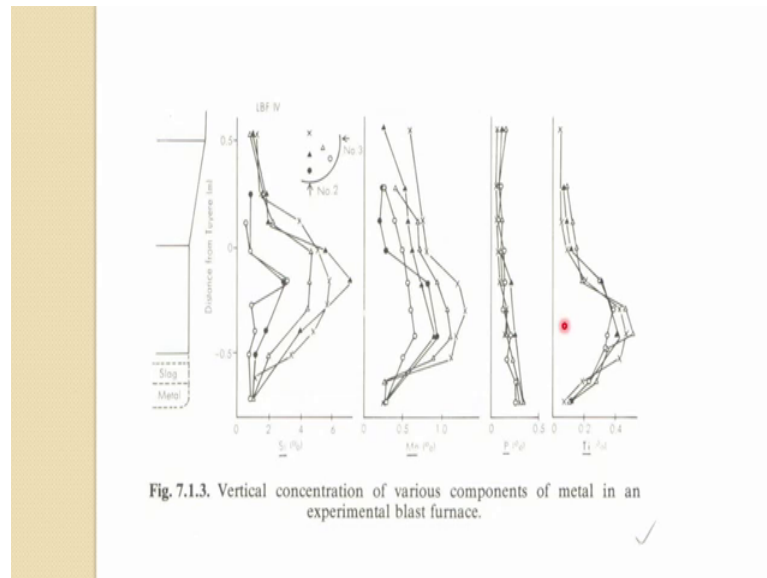 LBF IV
0.5
No.3
No.2
0
-0.5
Distance from Tuyere (m)
Slag
Metal
0 2 4 6
0 0.5 1.0
0 0.5
0 0.2 0.4
Si (%)
Mn (%)
P (%)
Fig. 7.1.3. Vertical concentration of various components of metal in an
experimental blast furnace.